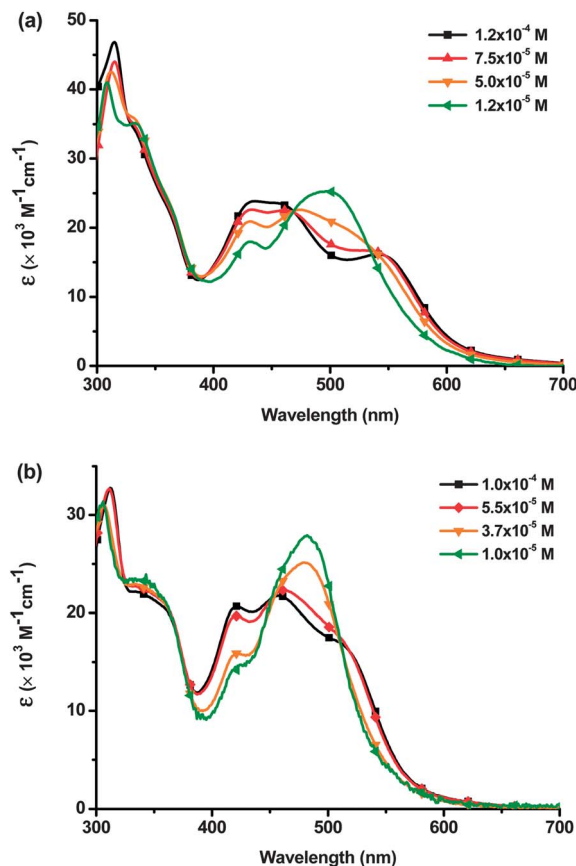 (a)
1.2x10⁻⁴ M
7.5x10⁻⁵ M
5.0x10⁻⁵ M
1.2x10⁻⁵ M
50
40
30
20
10
0
ε (× 10³ M⁻¹cm⁻¹)
300 400 500 600 700
Wavelength (nm)
(b)
1.0x10⁻⁴ M
5.5x10⁻⁵ M
3.7x10⁻⁵ M
1.0x10⁻⁵ M
30
20
10
0
ε (× 10³ M⁻¹cm⁻¹)
300 400 500 600 700
Wavelength (nm)